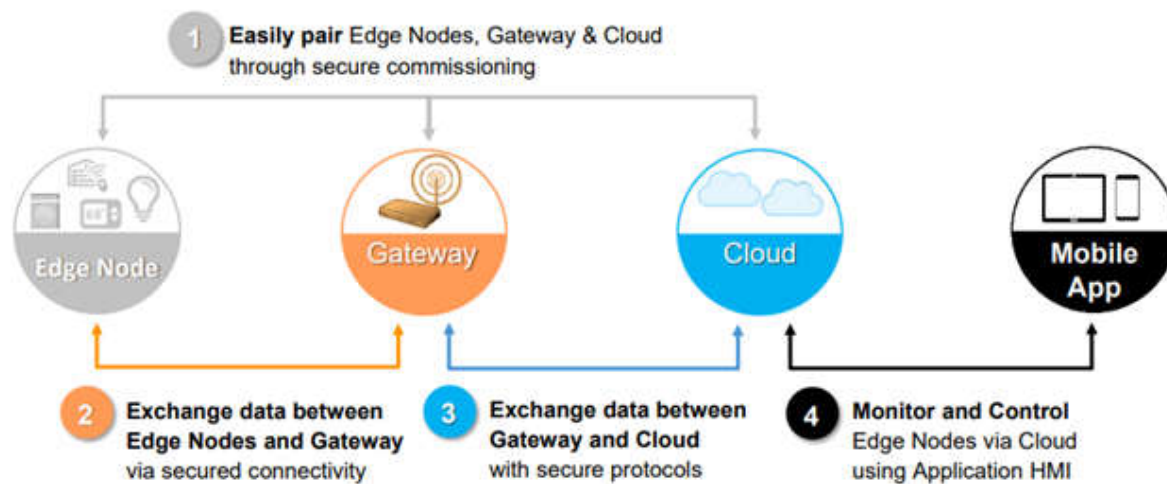 1 Easily pair Edge Nodes, Gateway & Cloud
through secure commissioning
Edge Node
Gateway
Cloud
Mobile
App
2 Exchange data between
Edge Nodes and Gateway
via secured connectivity
3 Exchange data between
Gateway and Cloud
with secure protocols
4 Monitor and Control
Edge Nodes via Cloud
using Application HMI